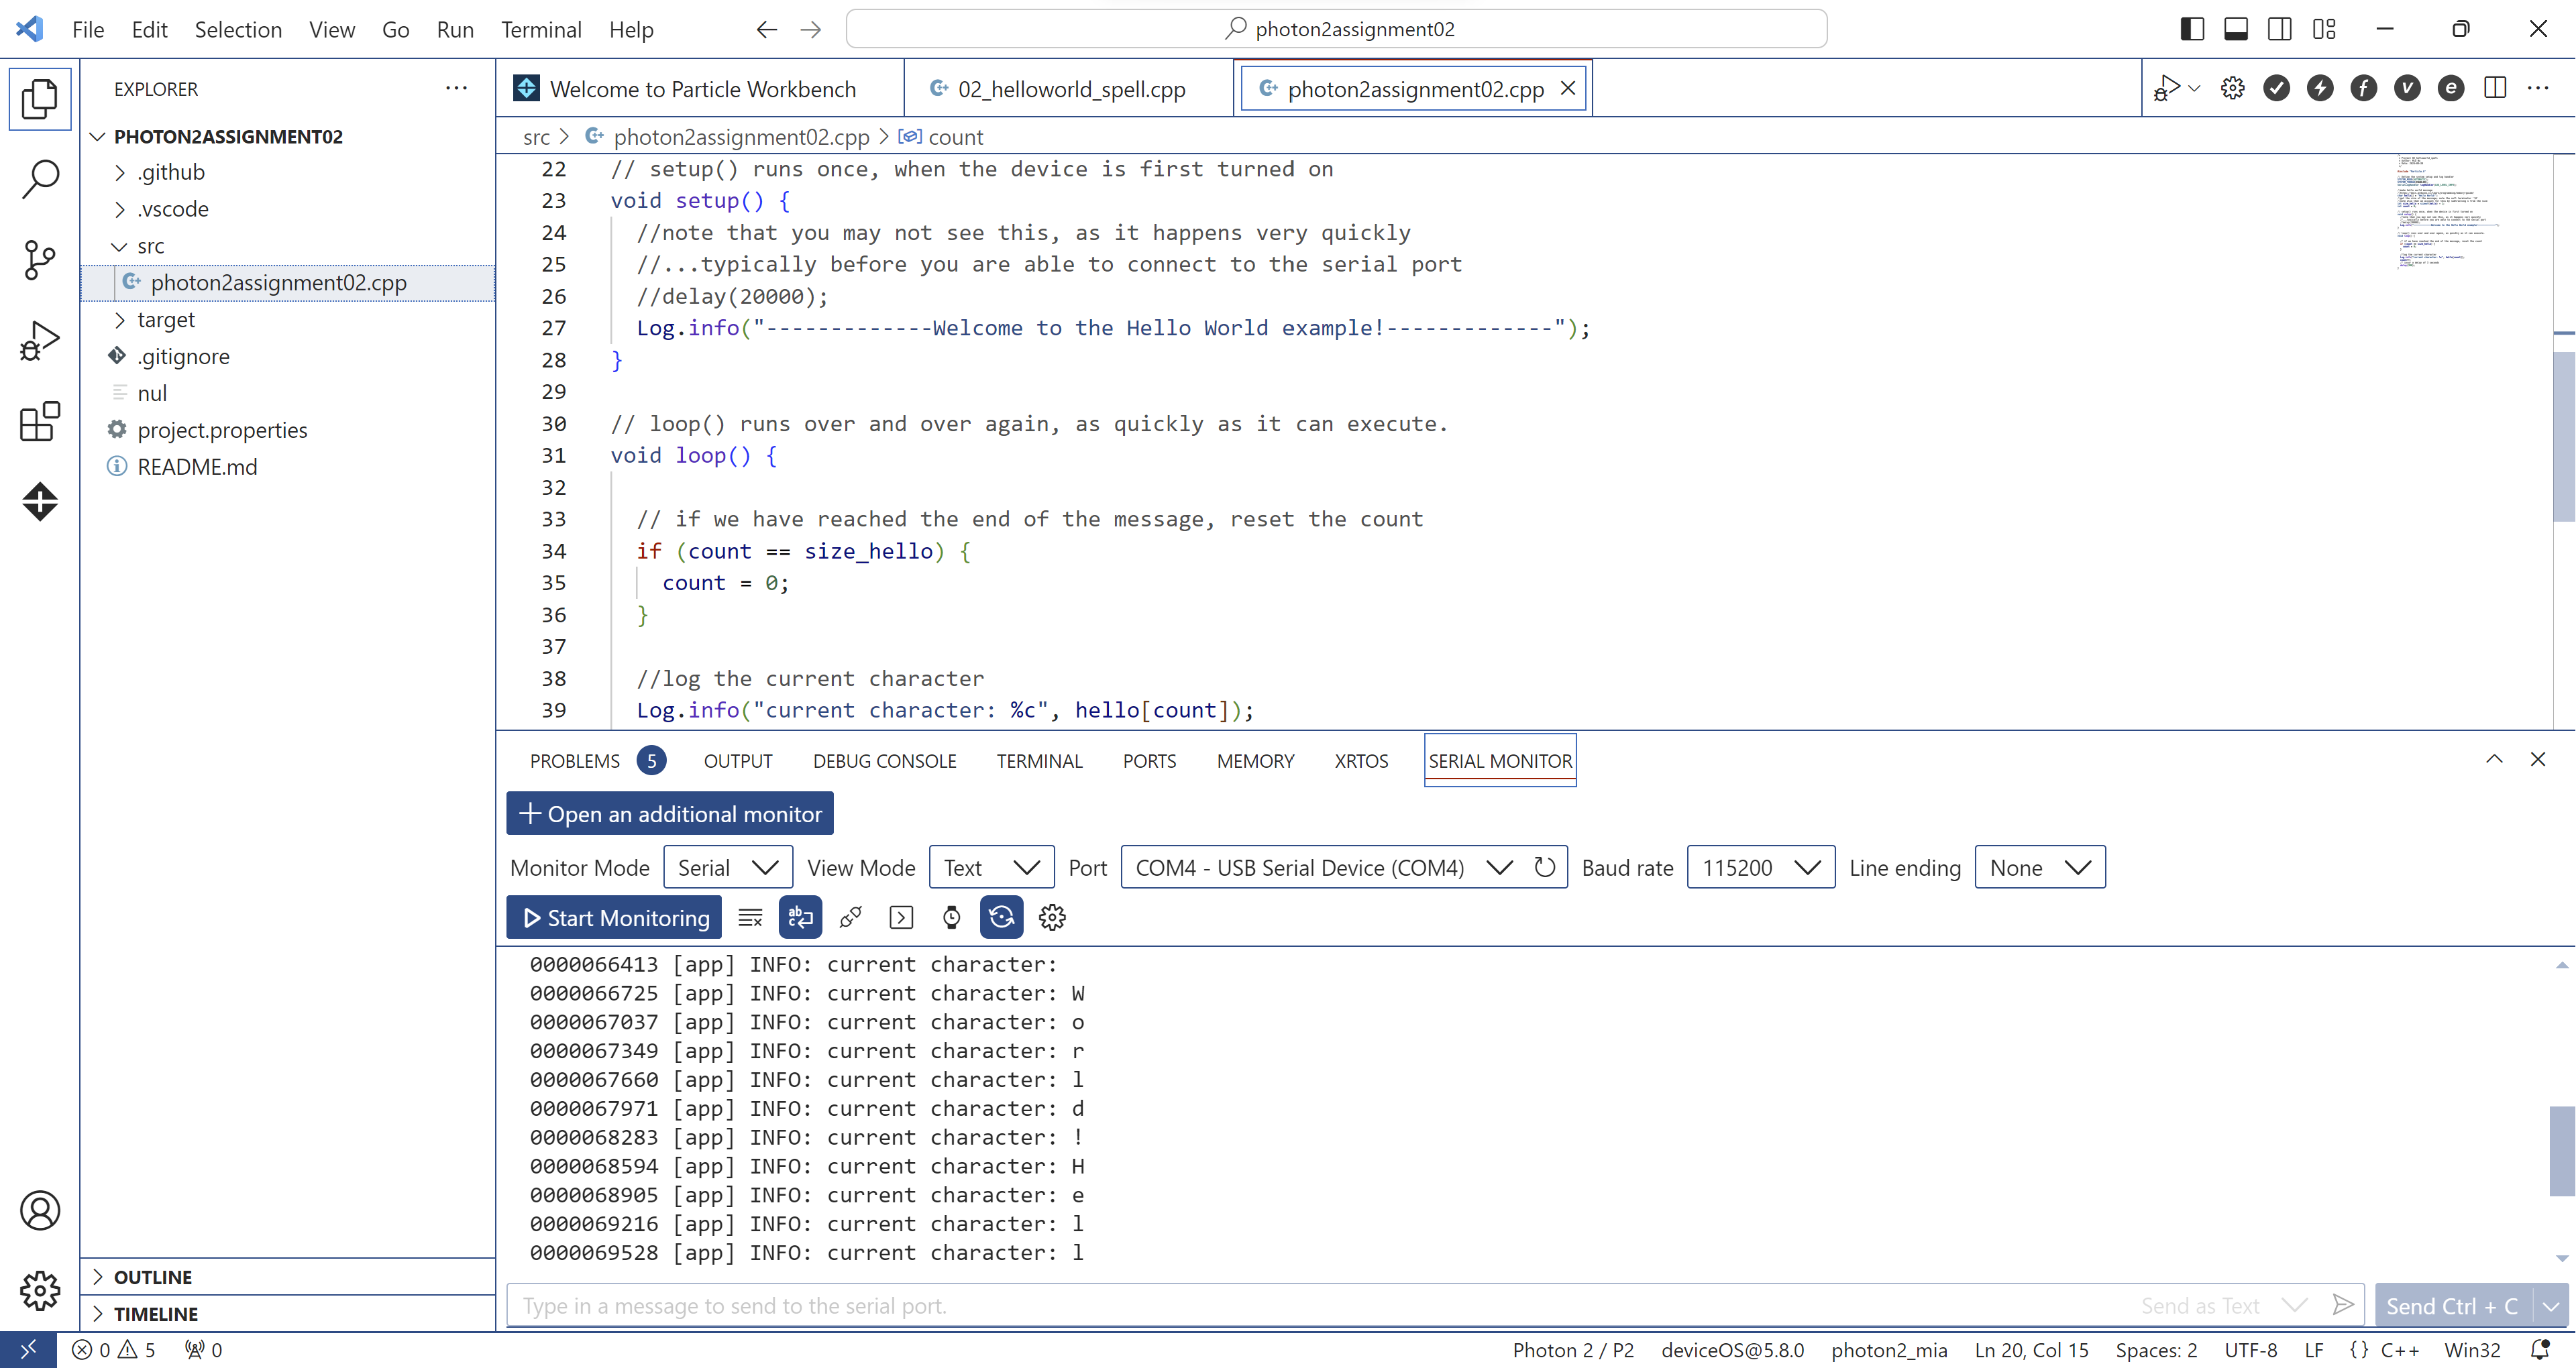 File Edit Selection View Go Run Terminal Help
photon2assignment02
EXPLORER
PHOTON2ASSIGNMENT02
.github
.vscode
src
photon2assignment02.cpp
target
.gitignore
nul
project.properties
README.md
OUTLINE
TIMELINE
Welcome to Particle Workbench
02_helloworld_spell.cpp
photon2assignment02.cpp
src > photon2assignment02.cpp > count
22 // setup() runs once, when the device is first turned on
23 void setup() {
24 //note that you may not see this, as it happens very quickly
25 //...typically before you are able to connect to the serial port
26 //delay(20000);
27 Log.info("-------------Welcome to the Hello World example!-------------");
28 }
29
30 // loop() runs over and over again, as quickly as it can execute.
31 void loop() {
32
33 // if we have reached the end of the message, reset the count
34 if (count == size_hello) {
35 count = 0;
36 }
37
38 //log the current character
39 Log.info("current character: %c", hello[count]);
PROBLEMS 5 OUTPUT DEBUG CONSOLE TERMINAL PORTS MEMORY XRTOS SERIAL MONITOR
Open an additional monitor
Monitor Mode Serial View Mode Text Port COM4 - USB Serial Device (COM4) Baud rate 115200 Line ending None
Start Monitoring
0000066413 [app] INFO: current character:
0000066725 [app] INFO: current character: W
0000067037 [app] INFO: current character: o
0000067349 [app] INFO: current character: r
0000067660 [app] INFO: current character: l
0000067971 [app] INFO: current character: d
0000068283 [app] INFO: current character: !
0000068594 [app] INFO: current character: H
0000068905 [app] INFO: current character: e
0000069216 [app] INFO: current character: l
0000069528 [app] INFO: current character: l
Type in a message to send to the serial port. Send as Text Send Ctrl + C
0 5 0 Photon 2 / P2 deviceOS@5.8.0 photon2_mia Ln 20, Col 15 Spaces: 2 UTF-8 LF {} C++ Win32